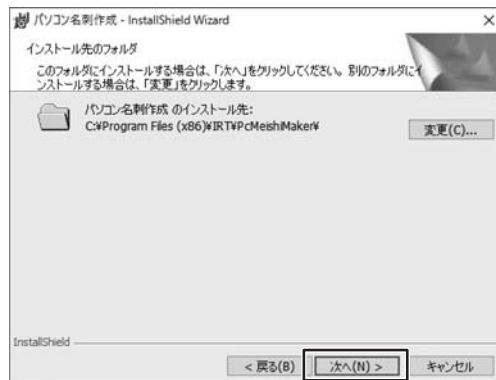 パソコン名刺作成 - InstallShield Wizard
インストール先のフォルダ
このフォルダにインストールする場合は、「次へ」をクリックしてください。別のフォルダにイ
ンストールする場合は、「変更」をクリックします。
パソコン名刺作成 のインストール先:
C:¥Program Files (x86)¥IRT¥PcMeishiMaker¥
変更(C)...
InstallShield
< 戻る(B)
次へ(N) >
キャンセル